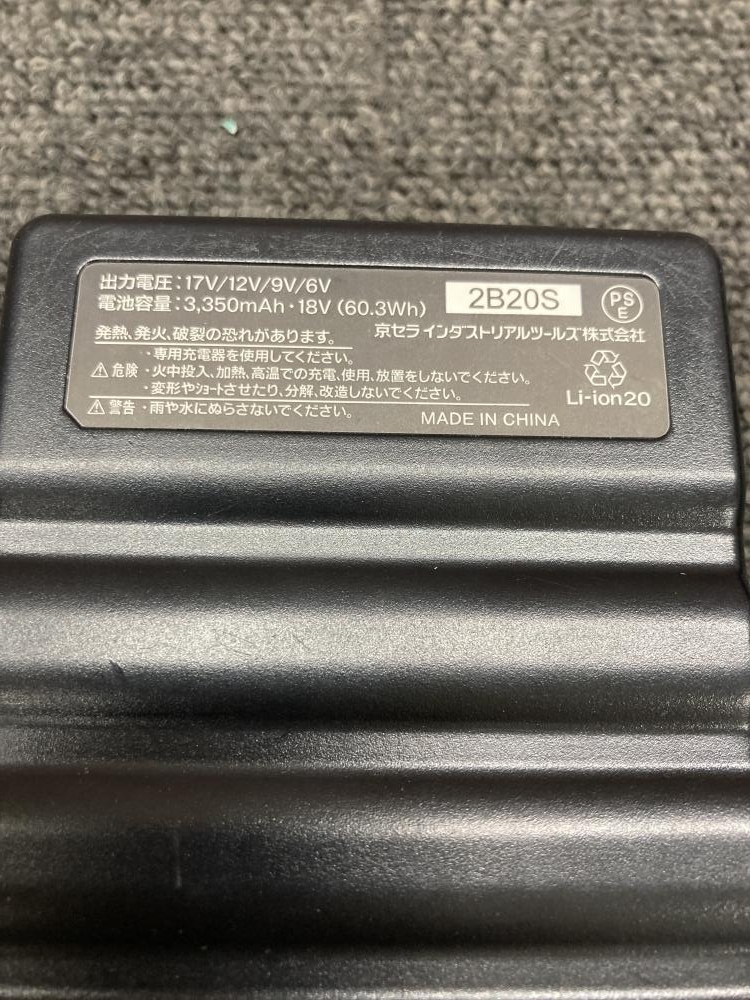 出力電圧:17V/12V/9V/6V
電池容量:3,350mAh・18V (60.3Wh)
2B20S
PS
E
京セラインダストリアルツールズ株式会社
発熱、発火、破裂の恐れがあります。
⚠危険
・専用充電器を使用してください。
・火中投入、加熱、高温での充電、使用、放置をしないでください。
・変形やショートさせたり、分解、改造しないでください。
Li-ion20
⚠警告・雨や水にぬらさないでください。
MADE IN CHINA